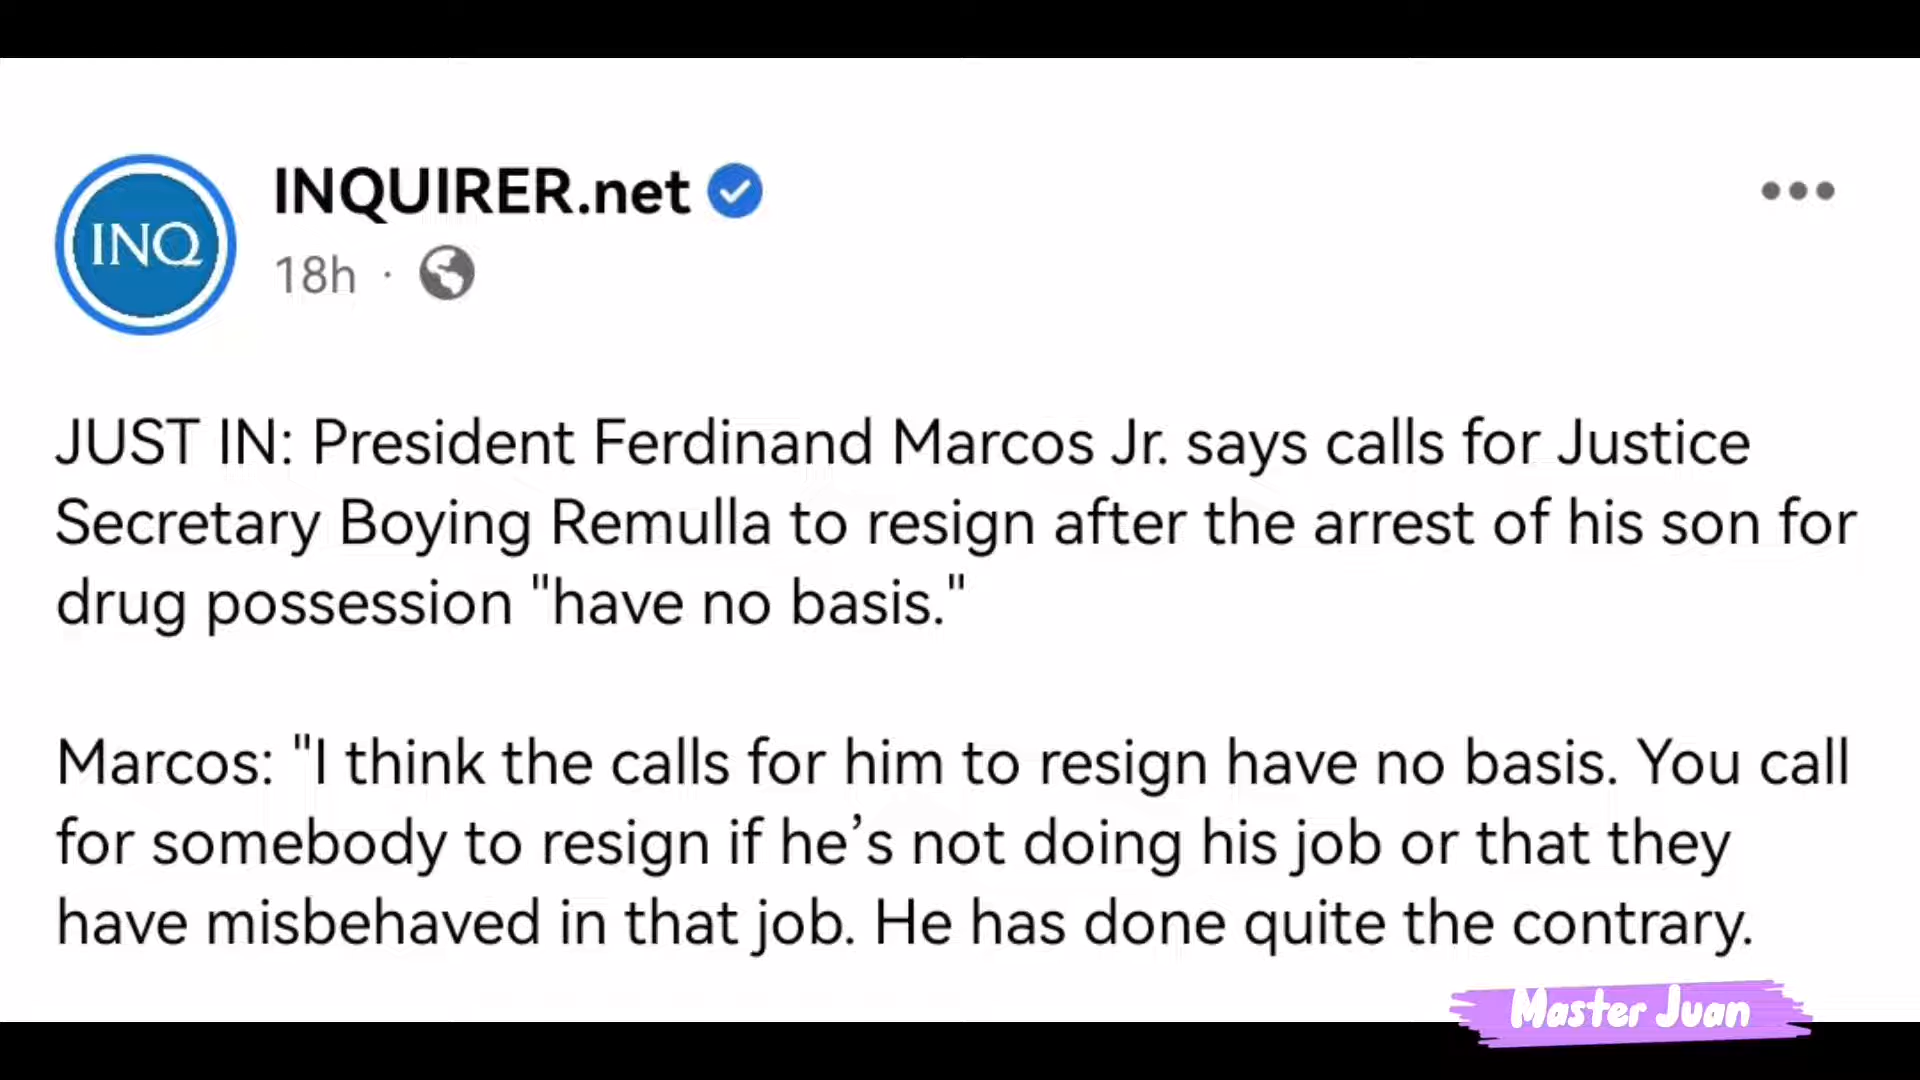 INQ
INQUIRER.net
18h ·
JUST IN: President Ferdinand Marcos Jr. says calls for Justice
Secretary Boying Remulla to resign after the arrest of his son for
drug possession "have no basis."
Marcos: "I think the calls for him to resign have no basis. You call
for somebody to resign if he’s not doing his job or that they
have misbehaved in that job. He has done quite the contrary.
Master Juan